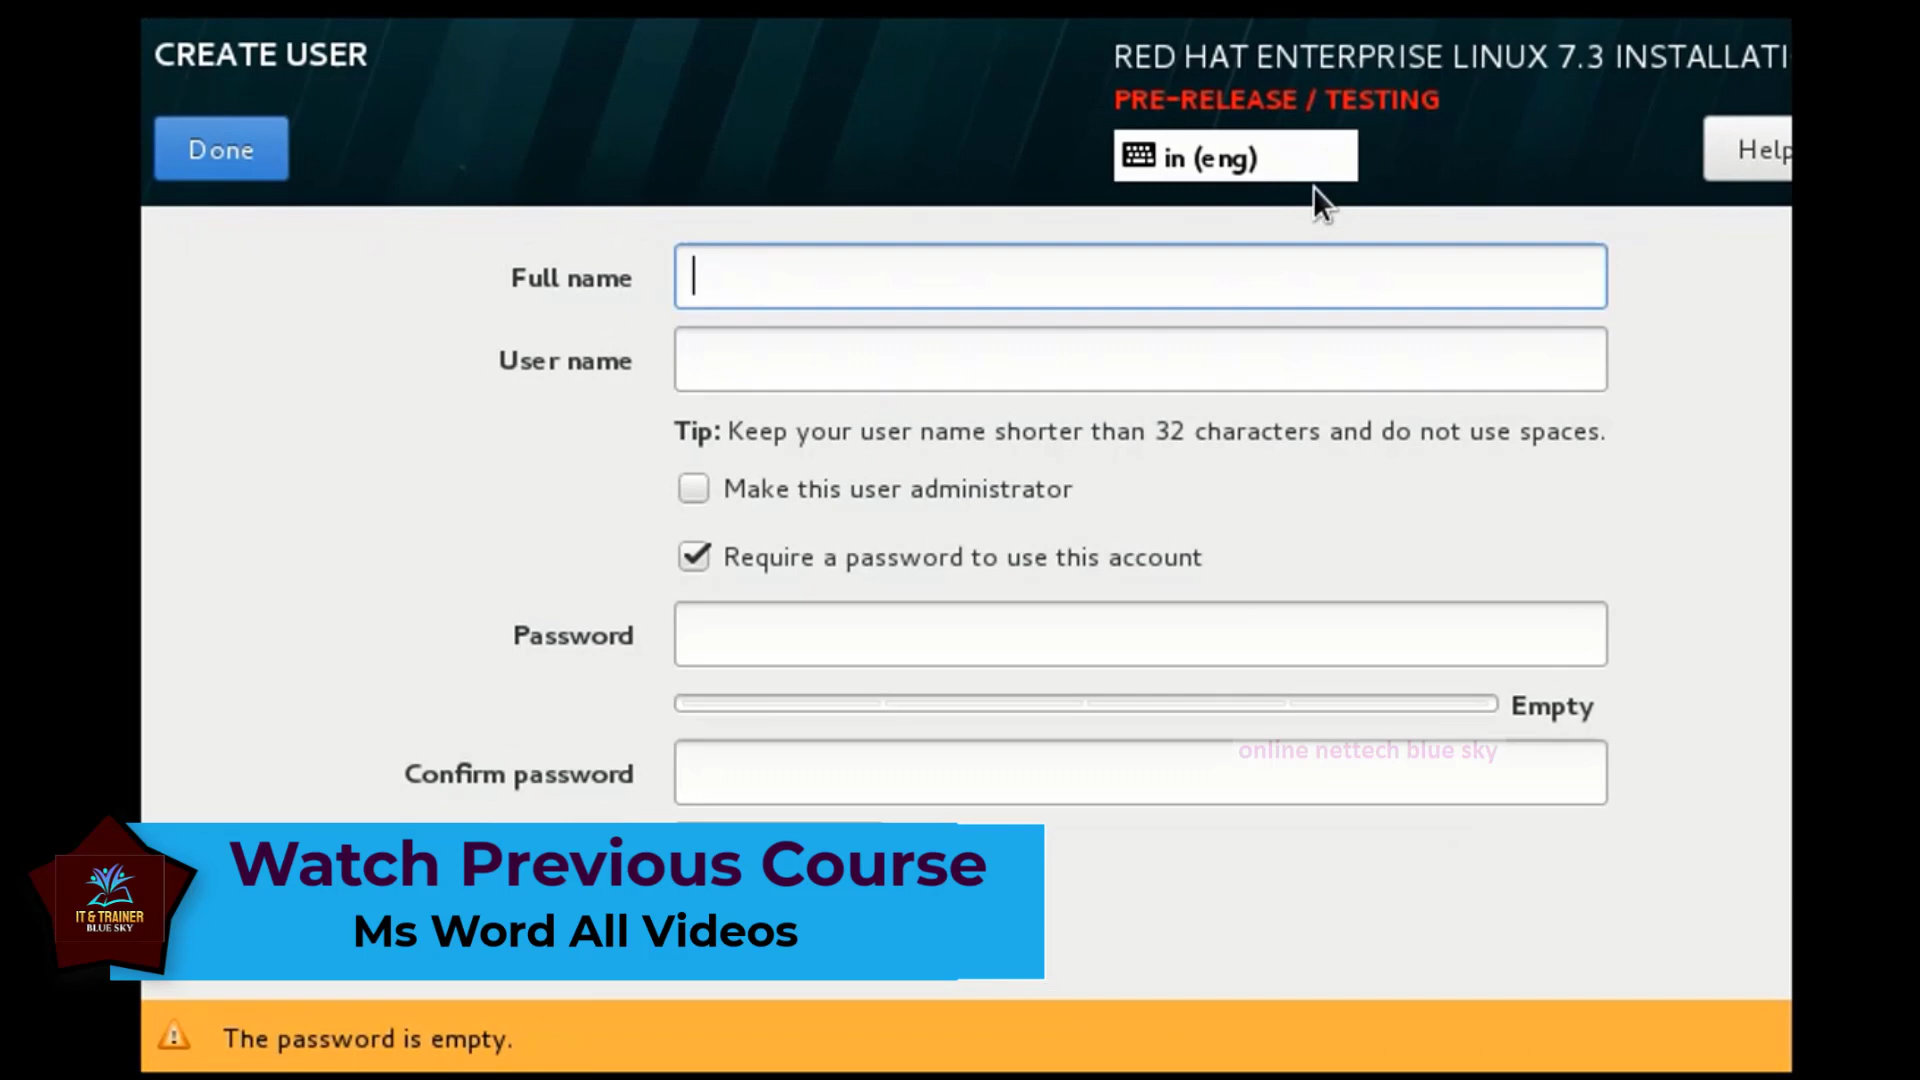 CREATE USER
RED HAT ENTERPRISE LINUX 7.3 INSTALLATI
PRE-RELEASE / TESTING
Done
in (eng)
Help
Full name
User name
Tip: Keep your user name shorter than 32 characters and do not use spaces.
Make this user administrator
Require a password to use this account
Password
Empty
online nettech blue sky
Confirm password
Watch Previous Course
Ms Word All Videos
IT & TRAINER
BLUE SKY
The password is empty.